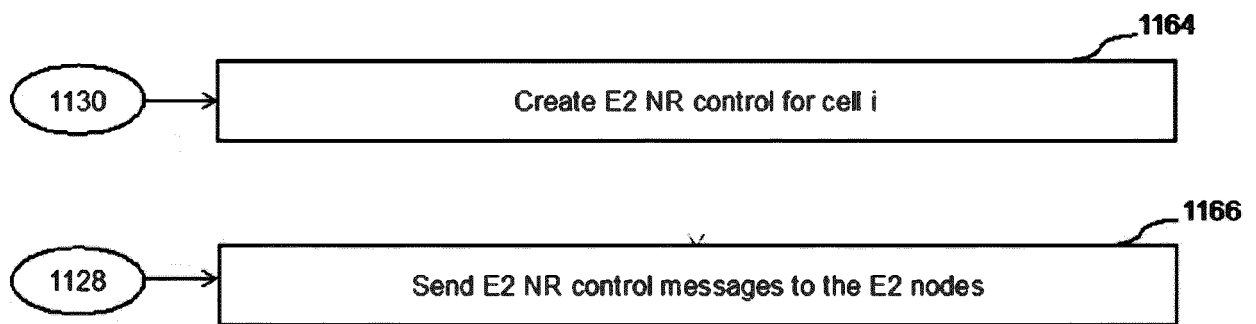 1164
1130
Create E2 NR control for cell i
1166
1128
Send E2 NR control messages to the E2 nodes